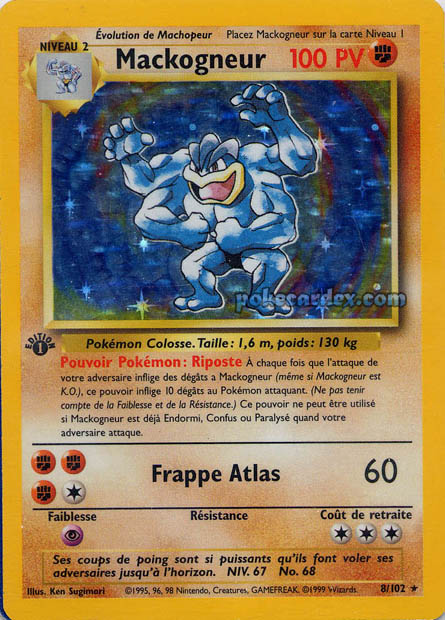 Évolution de Machopeur    Placez Mackogneur sur la carte Niveau 1
NIVEAU 2
Mackogneur 100 PV
pokecardex.com
Pokémon Colosse. Taille : 1,6 m, poids : 130 kg
EDITION 1
Pouvoir Pokémon: Riposte À chaque fois que l'attaque de
votre adversaire inflige des dégâts a Mackogneur (même si Mackogneur est
K.O.), ce pouvoir inflige 10 dégâts au Pokémon attaquant. (Ne pas tenir
compte de la Faiblesse et de la Résistance.) Ce pouvoir ne peut être utilisé
si Mackogneur est déjà Endormi, Confus ou Paralysé quand votre
adversaire attaque.
Frappe Atlas 60
Faiblesse Résistance Coût de retraite
Ses coups de poing sont si puissants qu'ils font voler ses
adversaires jusqu'à l'horizon. NIV. 67 No. 68
Illus. Ken Sugimori ©1995, 96, 98 Nintendo, Creatures, GAMEFREAK. ©1999 Wizards. 8/102